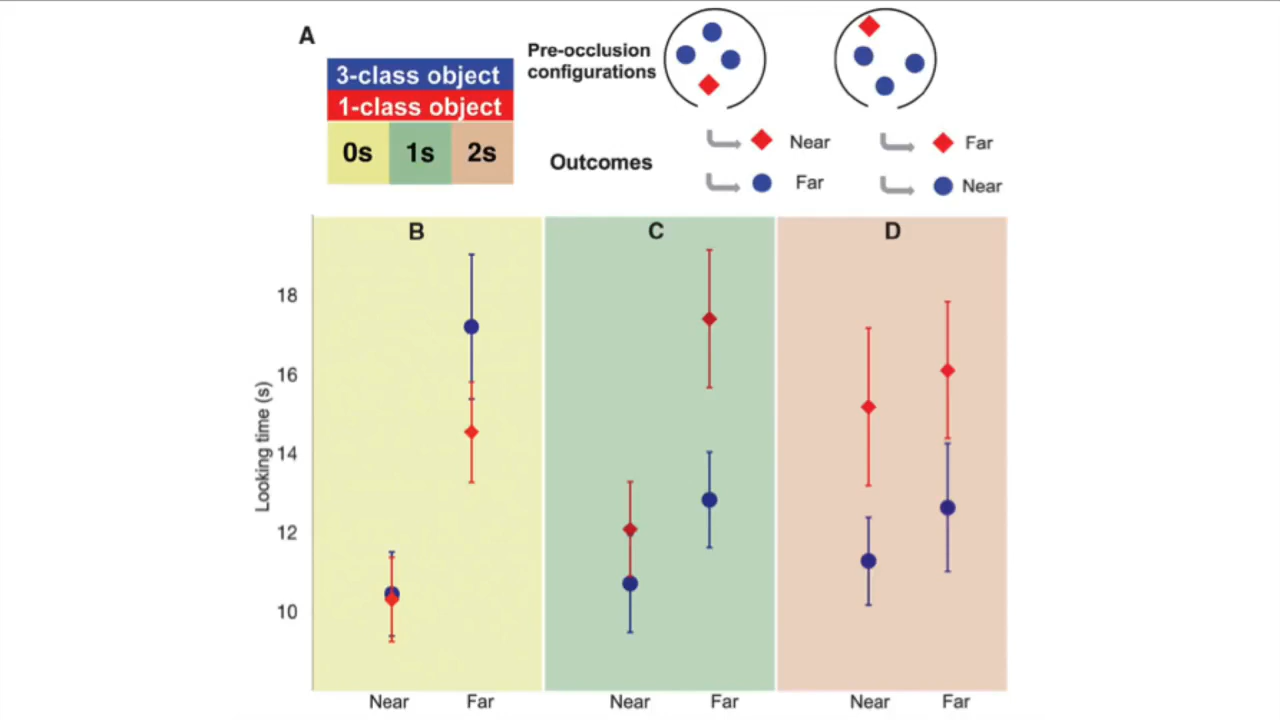 A
3-class object
1-class object
0s 1s 2s
Pre-occlusion
configurations
Outcomes
Near
Far
Far
Near
B
C
D
Looking time (s)
18
16
14
12
10
Near Far Near Far Near Far